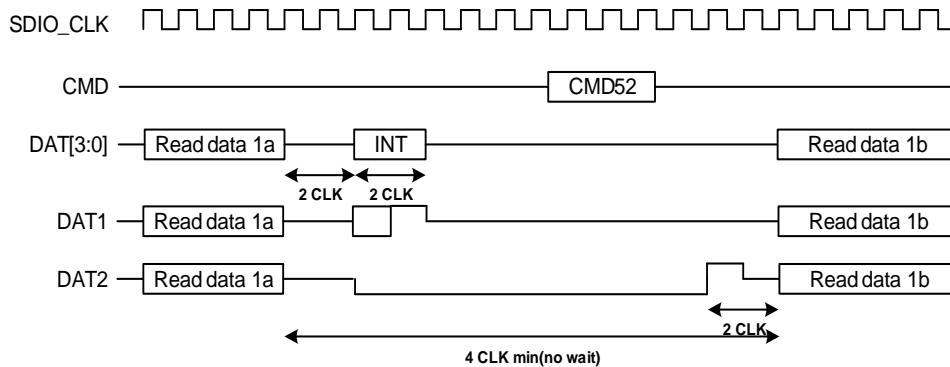 SDIO_CLK
CMD
CMD52
DAT[3:0]
Read data 1a
INT
Read data 1b
2 CLK
2 CLK
DAT1
Read data 1a
Read data 1b
DAT2
Read data 1a
Read data 1b
2 CLK
4 CLK min(no wait)